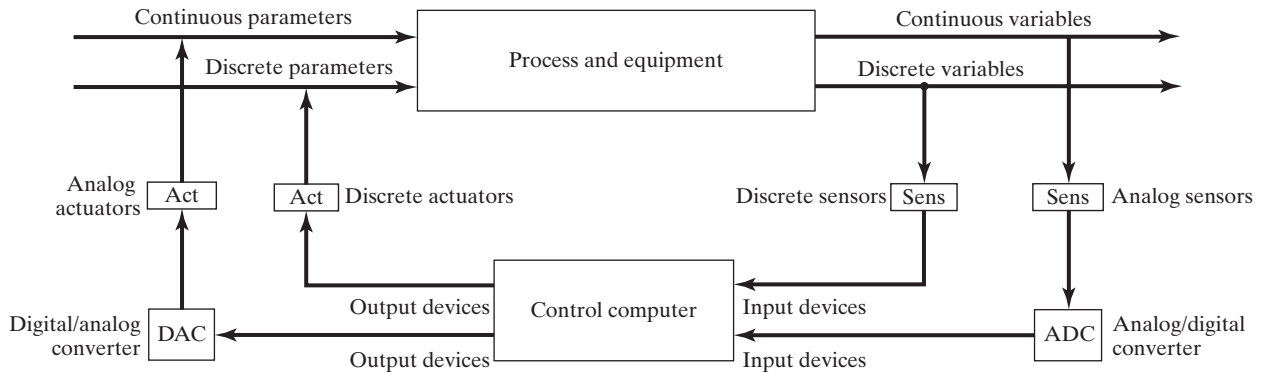 Continuous parameters
Continuous variables
Process and equipment
Discrete parameters
Discrete variables
Analog
actuators
Act
Act
Discrete actuators
Discrete sensors
Sens
Sens
Analog sensors
Output devices
Control computer
Input devices
Digital/analog
converter
DAC
Output devices
Input devices
ADC
Analog/digital
converter